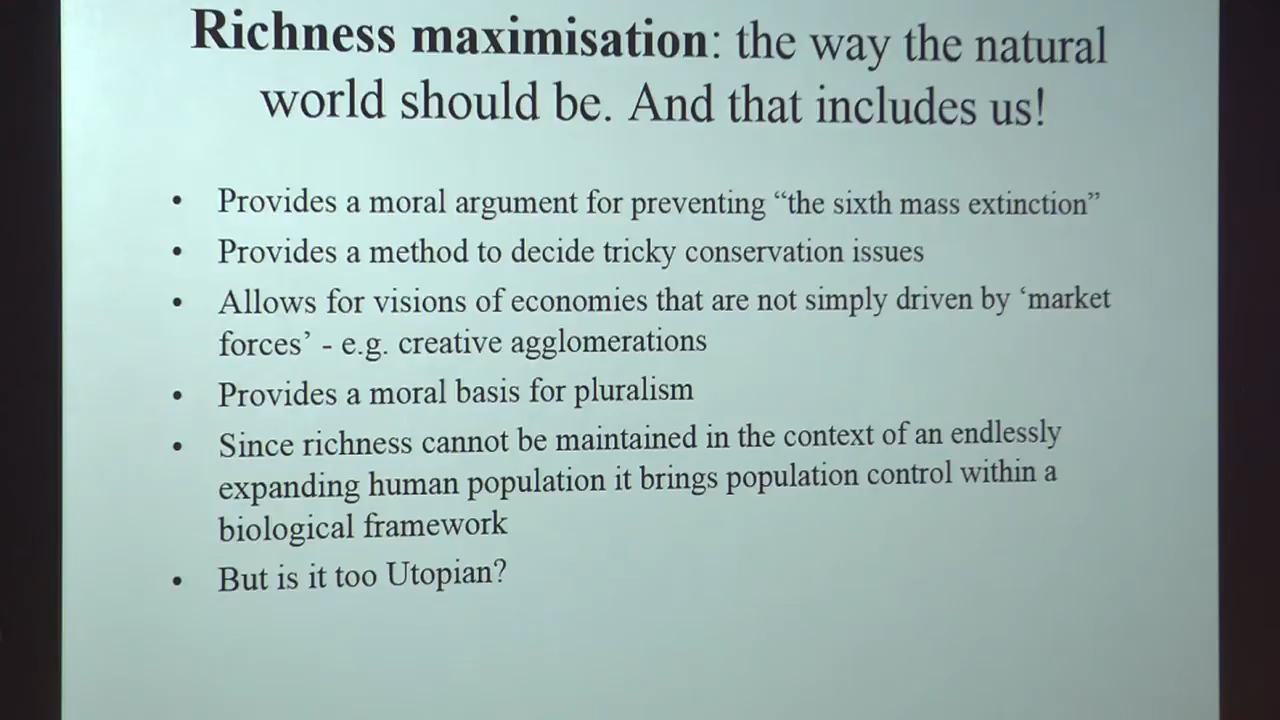 Richness maximisation: the way the natural
world should be. And that includes us!
• Provides a moral argument for preventing “the sixth mass extinction”
• Provides a method to decide tricky conservation issues
• Allows for visions of economies that are not simply driven by ‘market
forces’ - e.g. creative agglomerations
• Provides a moral basis for pluralism
• Since richness cannot be maintained in the context of an endlessly
expanding human population it brings population control within a
biological framework
• But is it too Utopian?